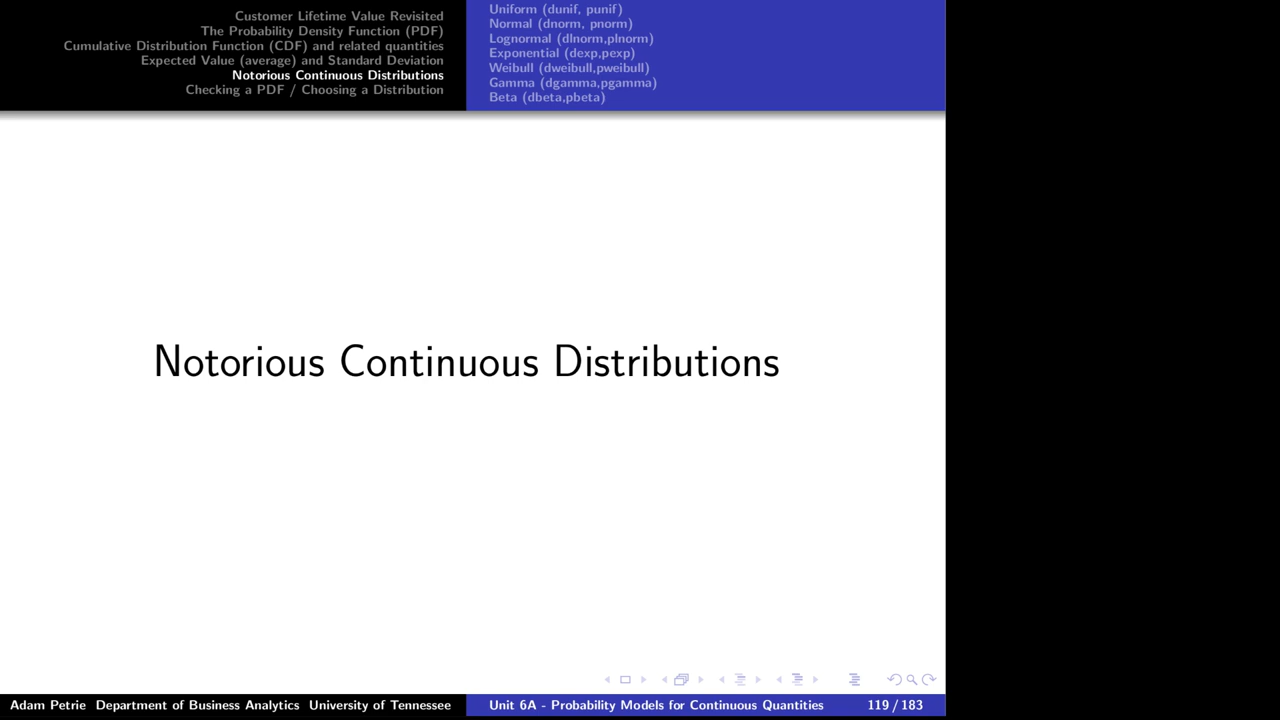 Customer Lifetime Value Revisited
The Probability Density Function (PDF)
Cumulative Distribution Function (CDF) and related quantities
Expected Value (average) and Standard Deviation
Notorious Continuous Distributions
Checking a PDF / Choosing a Distribution
Uniform (dunif, punif)
Normal (dnorm, pnorm)
Lognormal (dlnorm,plnorm)
Exponential (dexp,pexp)
Weibull (dweibull,pweibull)
Gamma (dgamma,pgamma)
Beta (dbeta,pbeta)
Notorious Continuous Distributions
Adam Petrie Department of Business Analytics University of Tennessee
Unit 6A - Probability Models for Continuous Quantities
119 / 183